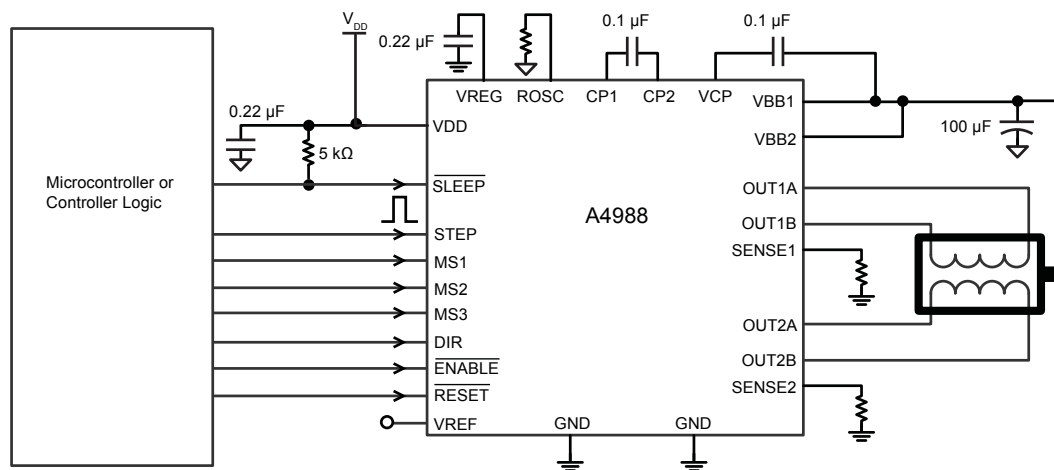 V_DD
0.22 µF
0.1 µF
0.1 µF
0.22 µF
5 kΩ
100 µF
Microcontroller or
Controller Logic
A4988
VREG
ROSC
CP1
CP2
VCP
VDD
SLEEP
STEP
MS1
MS2
MS3
DIR
ENABLE
RESET
VREF
GND
GND
VBB1
VBB2
OUT1A
OUT1B
SENSE1
OUT2A
OUT2B
SENSE2